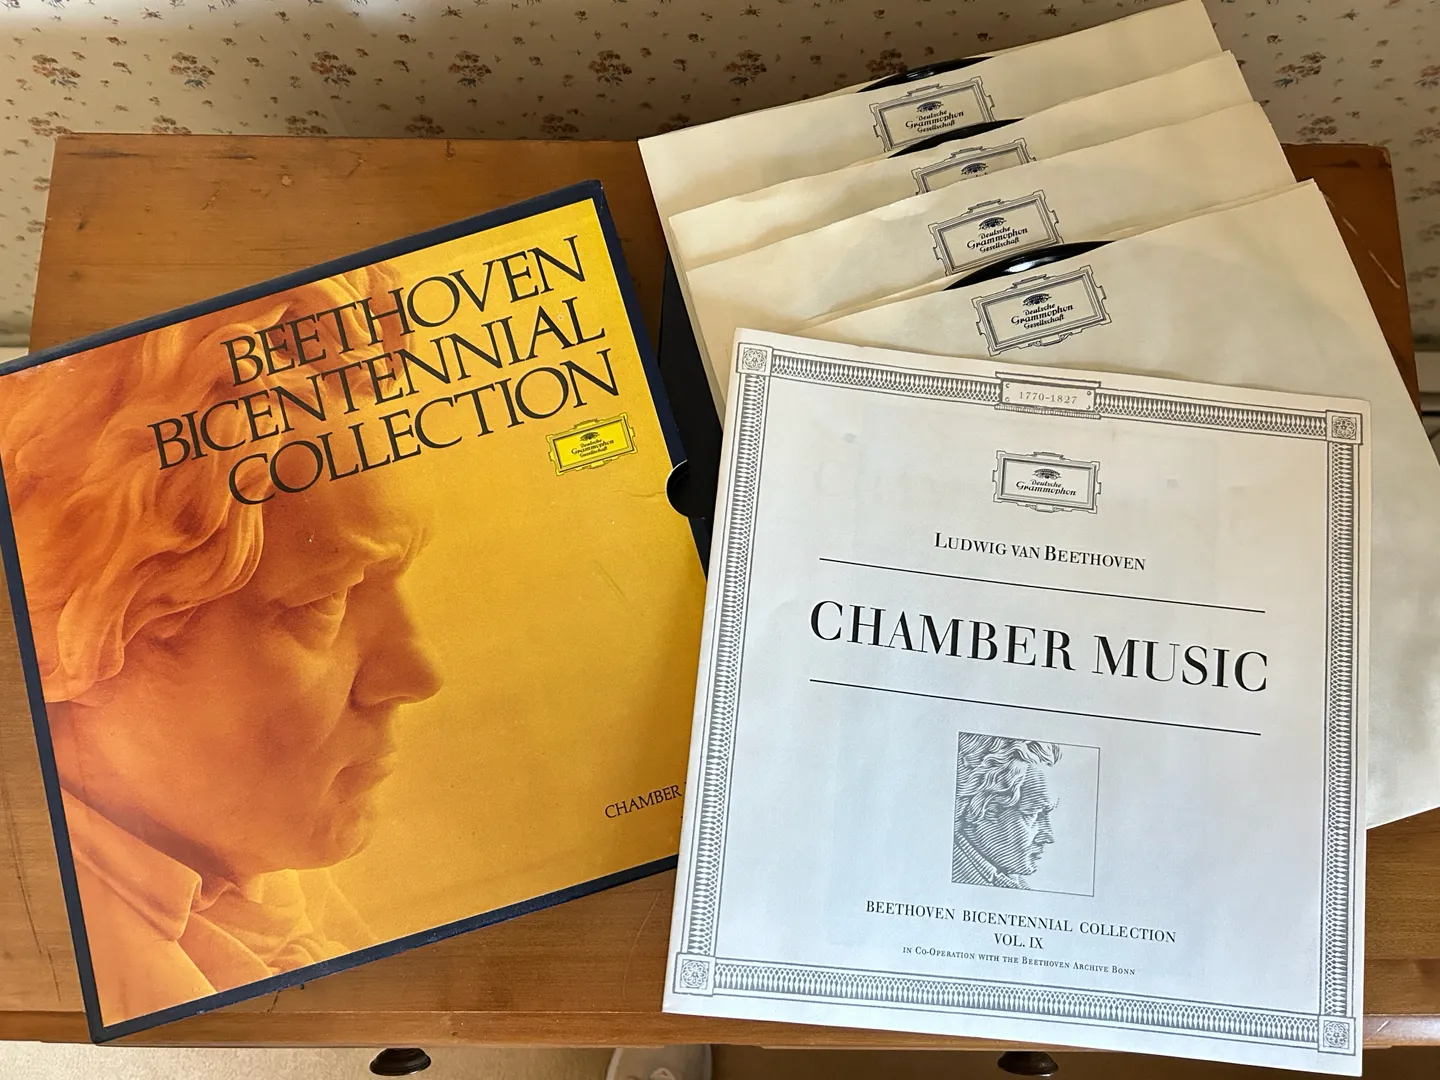 BEETHOVEN
BICENTENNIAL
COLLECTION
Deutsche
Grammophon
Gesellschaft
CHAMBER
Deutsche
Grammophon
Gesellschaft
Deutsche
Grammophon
Gesellschaft
Deutsche
Grammophon
Gesellschaft
1770-1827
Deutsche
Grammophon
LUDWIG VAN BEETHOVEN
CHAMBER MUSIC
BEETHOVEN BICENTENNIAL COLLECTION
VOL. IX
IN CO-OPERATION WITH THE BEETHOVEN ARCHIVE BONN